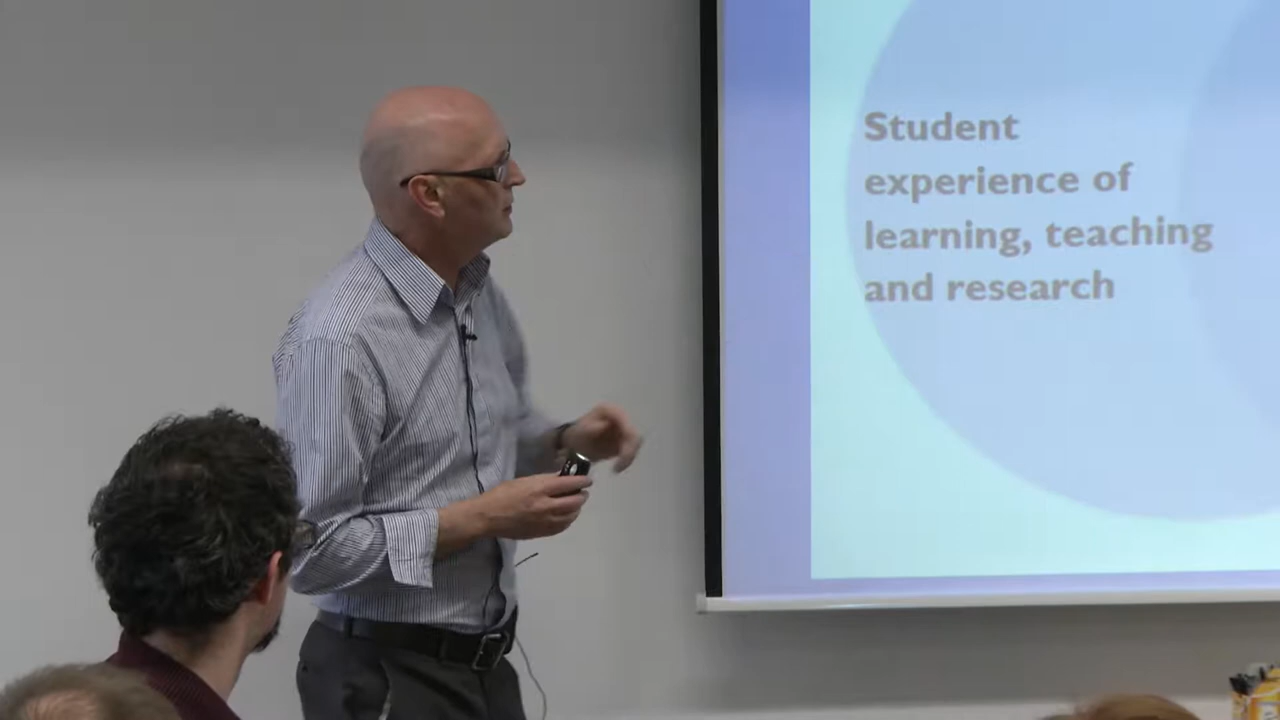 Student
experience of
learning, teaching
and research